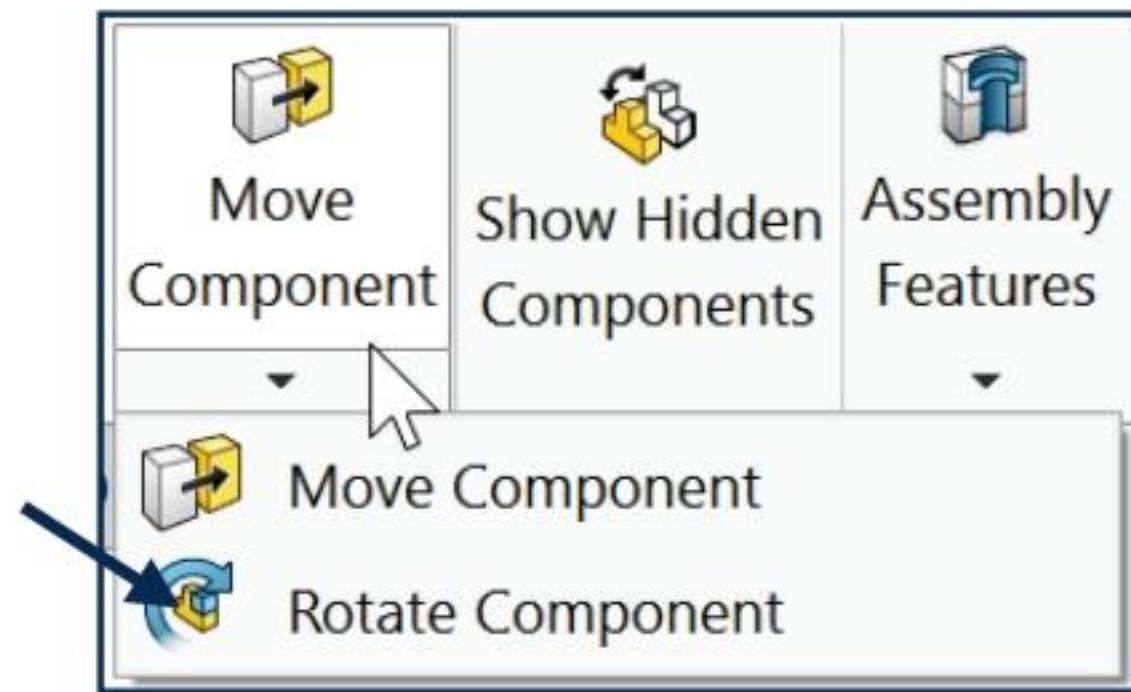 Move
Component
Show Hidden
Components
Assembly
Features
Move Component
Rotate Component